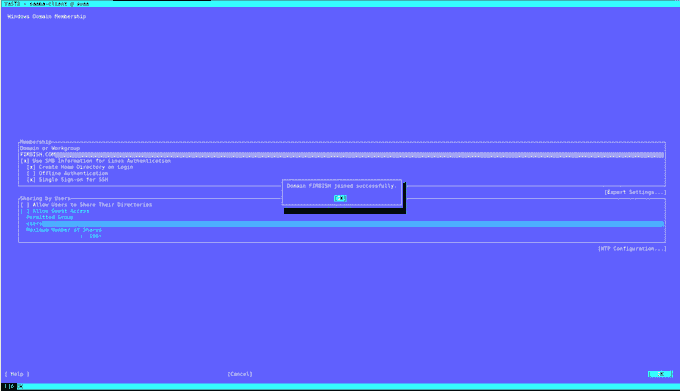 YaST2 - samba-client @ suse
Windows Domain Membership
Membership
Domain or Workgroup
FIRDISH.COM
[x] Use SMB Information for Linux Authentication
[x] Create Home Directory on Login
[ ] Offline Authentication
[x] Single Sign-on for SSH
Domain FIRDISH joined successfully.
[OK]
[Export Settings...]
Sharing by Users
[ ] Allow Users to Share Their Directories
[ ] Allow Guest Access
Permitted Group
users
Maximum Number of Shares
100
[NTP Configuration...]
[ Help ]
[Cancel]